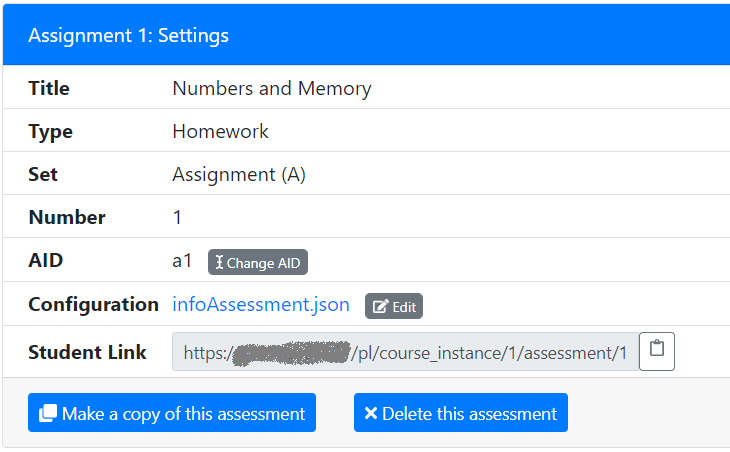 Assignment 1: Settings
Title Numbers and Memory
Type Homework
Set Assignment (A)
Number 1
AID a1 Change AID
Configuration infoAssessment.json Edit
Student Link https:/ /pl/course_instance/1/assessment/1
Make a copy of this assessment Delete this assessment